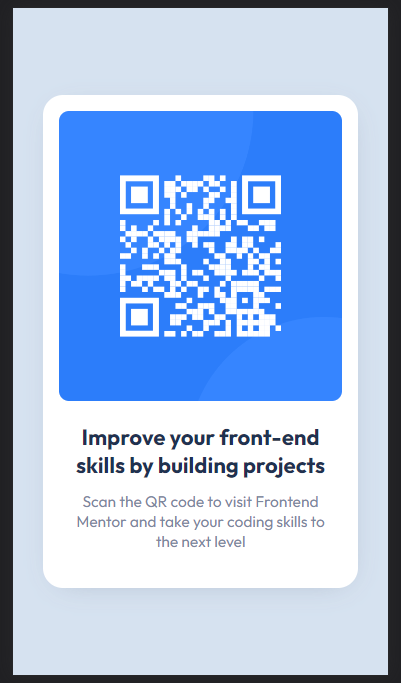 Improve your front-end
skills by building projects
Scan the QR code to visit Frontend
Mentor and take your coding skills to
the next level